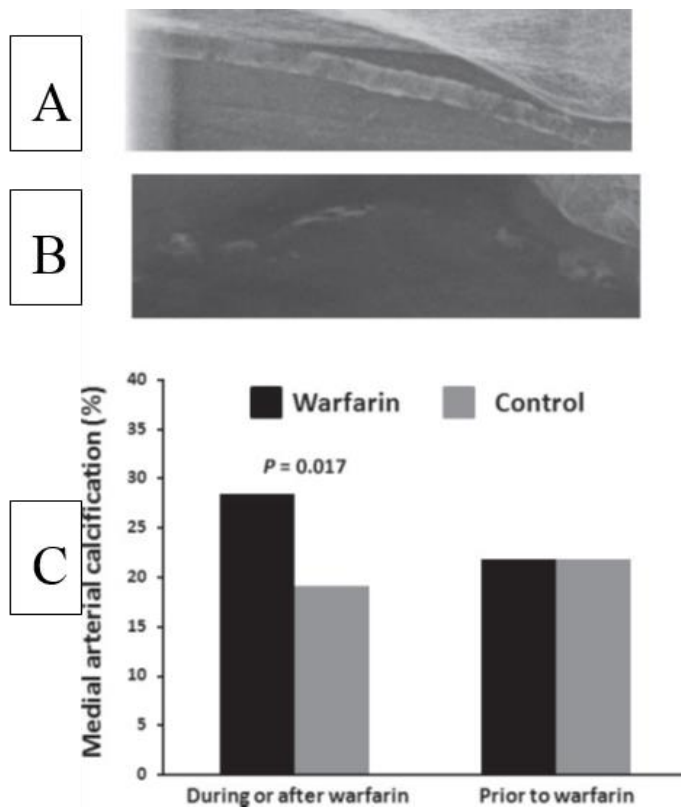 A
B
C
Medial arterial calcification (%)
40
35
30
25
20
15
10
5
0
Warfarin
Control
P = 0.017
During or after warfarin
Prior to warfarin